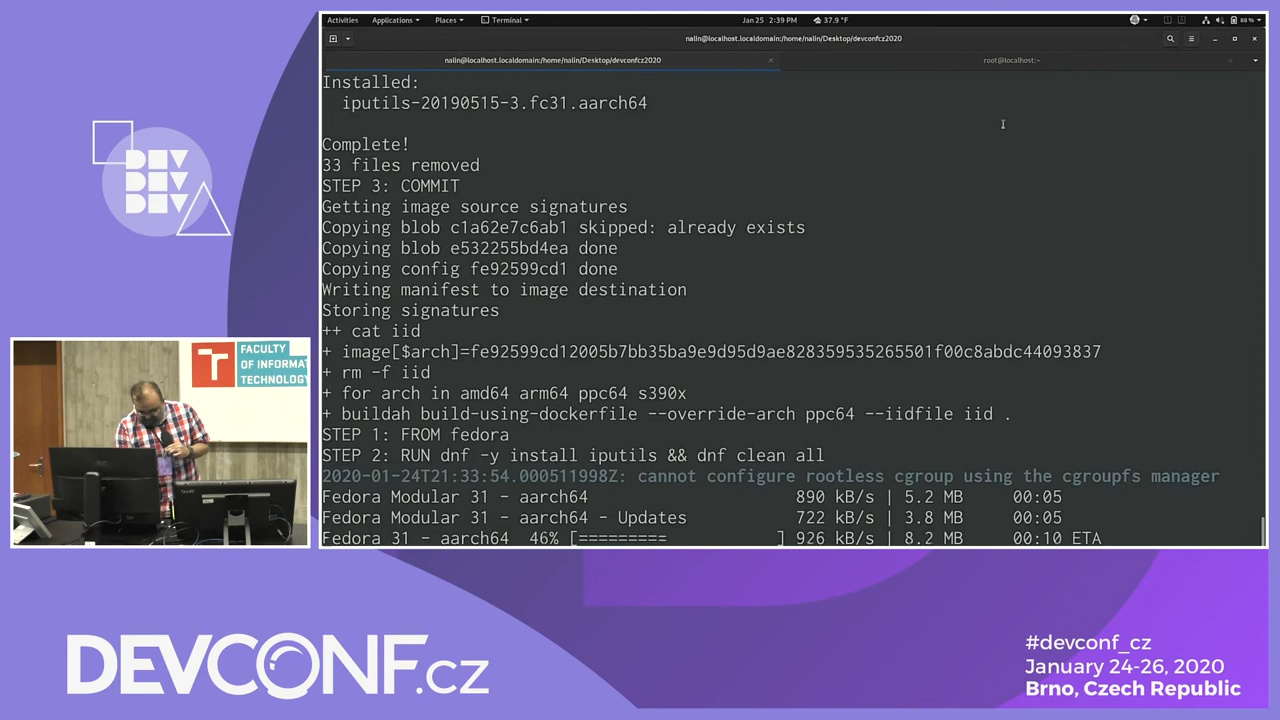 Activities Applications Places Terminal Jan 25 2:39 PM 37.9 °F 88 %
nalin@localhost.localdomain:/home/nalin/Desktop/devconfcz2020
nalin@localhost.localdomain:/home/nalin/Desktop/devconfcz2020 root@localhost:~
Installed:
iputils-20190515-3.fc31.aarch64
Complete!
33 files removed
STEP 3: COMMIT
Getting image source signatures
Copying blob c1a62e7c6ab1 skipped: already exists
Copying blob e532255bd4ea done
Copying config fe92599cd1 done
Writing manifest to image destination
Storing signatures
++ cat iid
+ image[$arch]=fe92599cd12005b7bb35ba9e9d95d9ae828359535265501f00c8abdc44093837
+ rm -f iid
+ for arch in amd64 arm64 ppc64 s390x
+ buildah build-using-dockerfile --override-arch ppc64 --iidfile iid .
STEP 1: FROM fedora
STEP 2: RUN dnf -y install iputils && dnf clean all
2020-01-24T21:33:54.000511998Z: cannot configure rootless cgroup using the cgroupfs manager
Fedora Modular 31 - aarch64 890 kB/s | 5.2 MB 00:05
Fedora Modular 31 - aarch64 - Updates 722 kB/s | 3.8 MB 00:05
Fedora 31 - aarch64 46% [========= ] 926 kB/s | 8.2 MB 00:10 ETA
DEV
DEV
DEV
T FACULTY
OF INFORMAT
TECHNOLOGY
DEVCONF.cz
#devconf_cz
January 24-26, 2020
Brno, Czech Republic